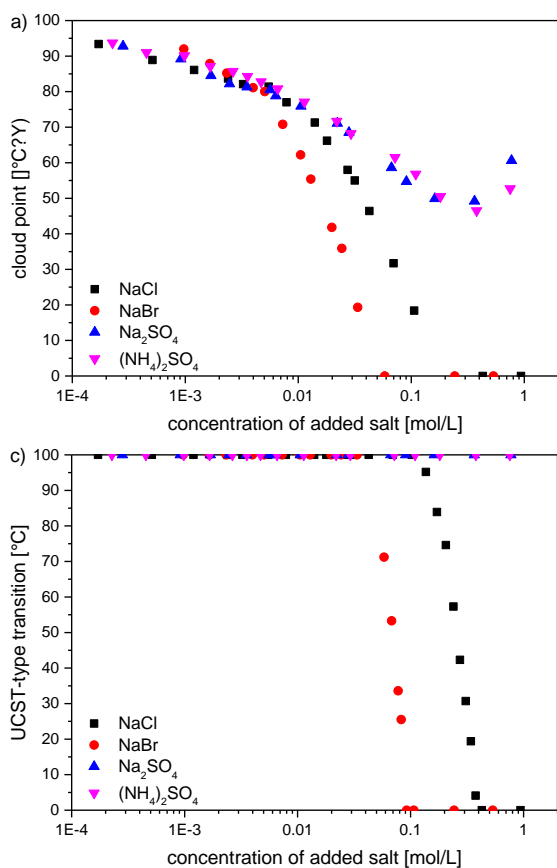 a)
100
90
80
70
60
50
40
30
20
10
0
cloud point []°C?Y)
NaCl
NaBr
Na₂SO₄
(NH₄)₂SO₄
1E-4
1E-3
0.01
0.1
1
concentration of added salt [mol/L]
c)
100
90
80
70
60
50
40
30
20
10
0
UCST-type transition [°C]
NaCl
NaBr
Na₂SO₄
(NH₄)₂SO₄
1E-4
1E-3
0.01
0.1
1
concentration of added salt [mol/L]